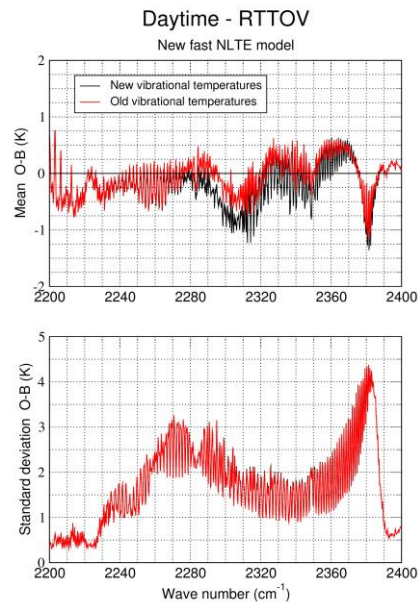 Daytime - RTTOV
New fast NLTE model
2
New vibrational temperatures
Old vibrational temperatures
1
0
-1
-2
Mean O-B (K)
2200 2240 2280 2320 2360 2400
5
4
3
2
1
0
Standard deviation O-B (K)
2200 2240 2280 2320 2360 2400
Wave number (cm-1)